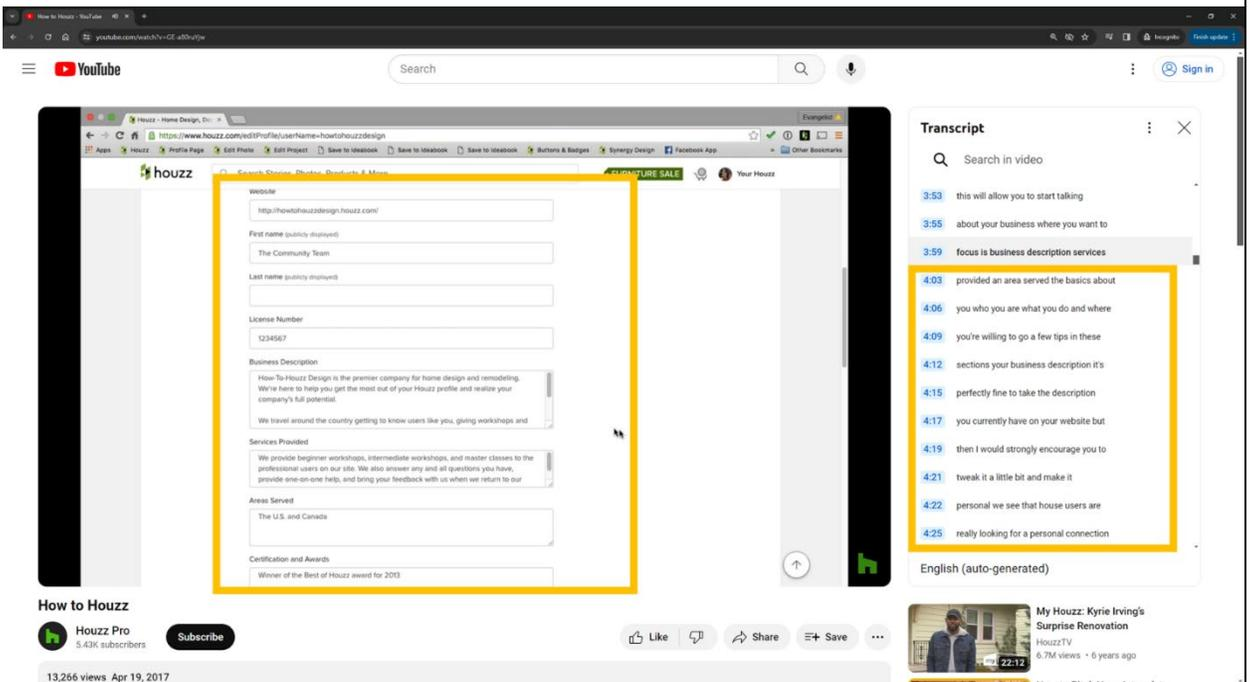 How to Houzz - YouTube
youtube.com/watch?v=GE-a80ruYjw
Incognito
Finish update
YouTube
Search
Sign in
Houzz - Home Design, De
Evangelist
https://www.houzz.com/editProfile/userName=howtohouzzdesign
Apps Houzz Profile Page Edit Photo Edit Project Save to Ideabook Save to Ideabook Save to Ideabook Buttons & Badges Synergy Design Facebook App » Other Bookmarks
houzz
Search Stories, Photos, Products & More
FURNITURE SALE
Your Houzz
Website
http://howtohouzzdesign.houzz.com/
First name (publicly displayed)
The Community Team
Last name (publicly displayed)
License Number
1234567
Business Description
How-To-Houzz Design is the premier company for home design and remodeling.
We're here to help you get the most out of your Houzz profile and realize your
company's full potential.
We travel around the country getting to know users like you, giving workshops and
Services Provided
We provide beginner workshops, intermediate workshops, and master classes to the
professional users on our site. We also answer any and all questions you have,
provide one-on-one help, and bring your feedback with us when we return to our
Areas Served
The U.S. and Canada
Certification and Awards
Winner of the Best of Houzz award for 2013
How to Houzz
Houzz Pro
5.43K subscribers
Subscribe
Like
Share
Save
13,266 views Apr 19, 2017
Transcript
Search in video
3:53 this will allow you to start talking
3:55 about your business where you want to
3:59 focus is business description services
4:03 provided an area served the basics about
4:06 you who you are what you do and where
4:09 you're willing to go a few tips in these
4:12 sections your business description it's
4:15 perfectly fine to take the description
4:17 you currently have on your website but
4:19 then I would strongly encourage you to
4:21 tweak it a little bit and make it
4:22 personal we see that house users are
4:25 really looking for a personal connection
English (auto-generated)
My Houzz: Kyrie Irving's
Surprise Renovation
HouzzTV
6.7M views • 6 years ago
22:12